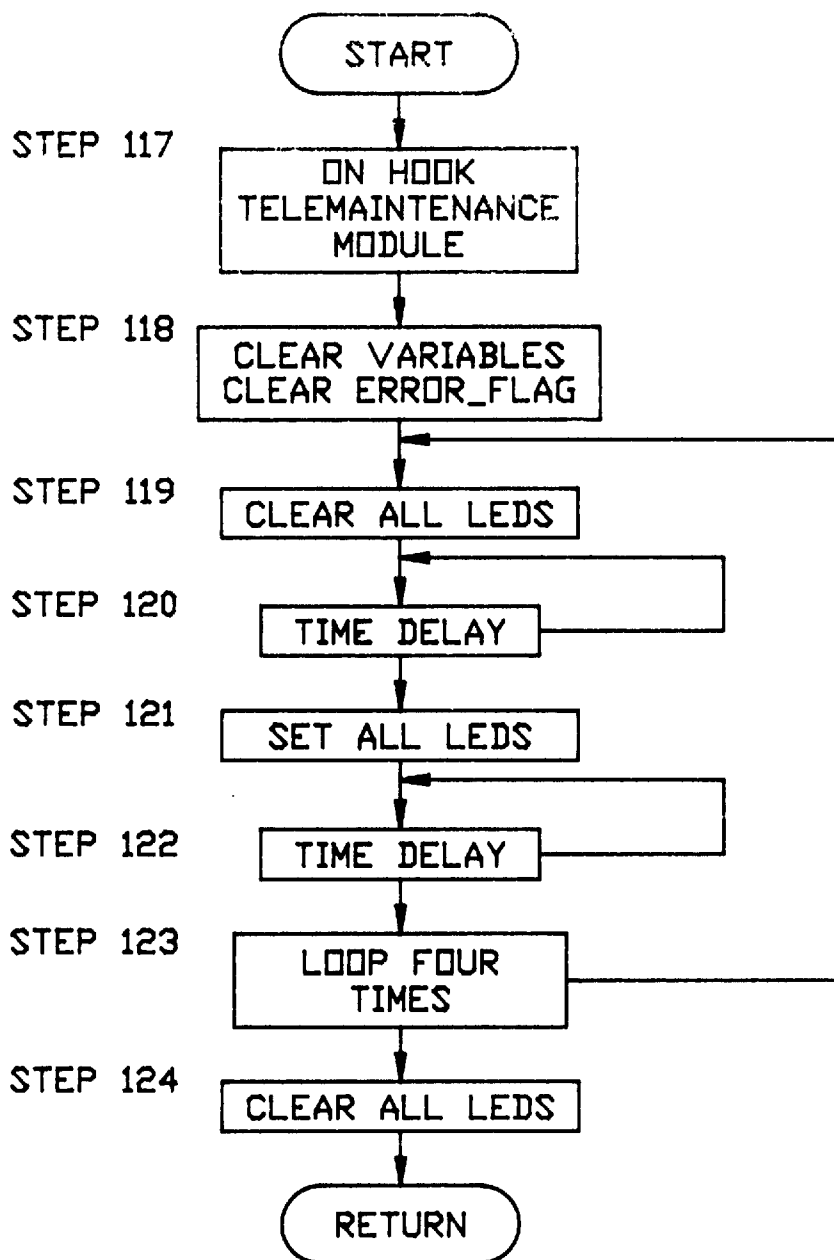 START
STEP 117
ON HOOK
TELEMAINTENANCE
MODULE
STEP 118
CLEAR VARIABLES
CLEAR ERROR_FLAG
STEP 119
CLEAR ALL LEDS
STEP 120
TIME DELAY
STEP 121
SET ALL LEDS
STEP 122
TIME DELAY
STEP 123
LOOP FOUR
TIMES
STEP 124
CLEAR ALL LEDS
RETURN